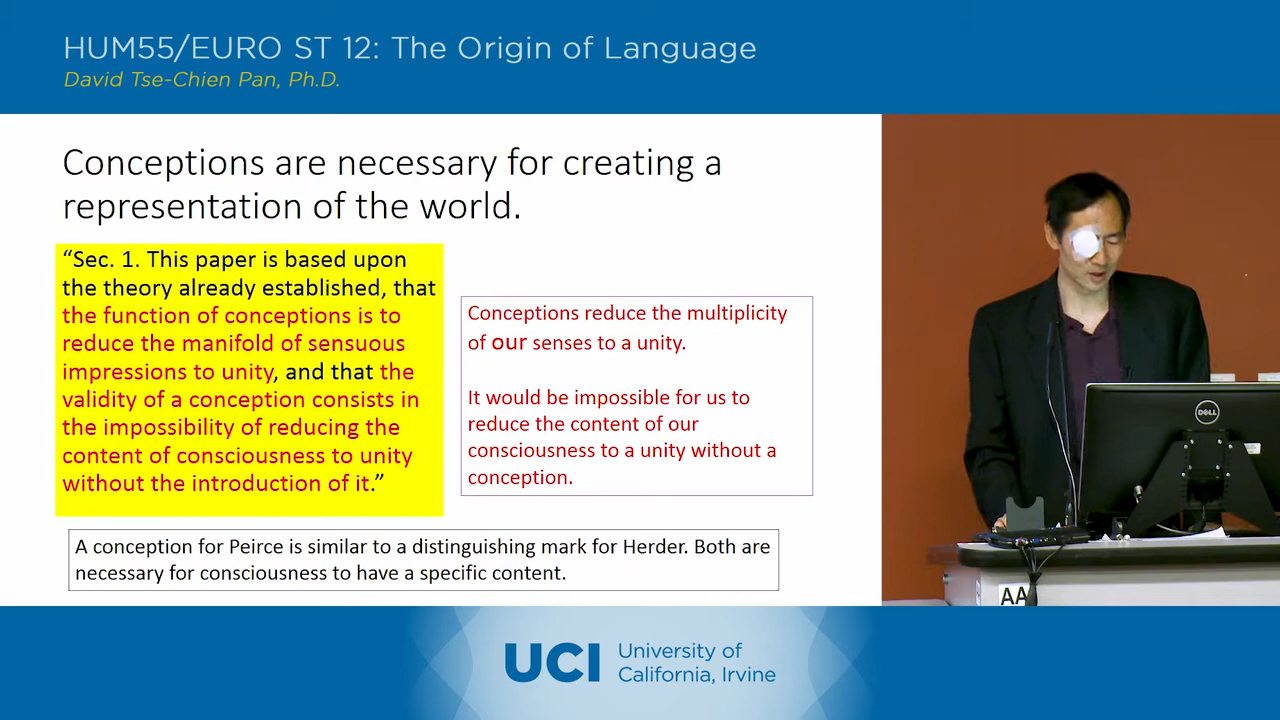 HUM55/EURO ST 12: The Origin of Language
David Tse-Chien Pan, Ph.D.
Conceptions are necessary for creating a
representation of the world.
“Sec. 1. This paper is based upon
the theory already established, that
the function of conceptions is to
reduce the manifold of sensuous
impressions to unity, and that the
validity of a conception consists in
the impossibility of reducing the
content of consciousness to unity
without the introduction of it.”
Conceptions reduce the multiplicity
of our senses to a unity.
It would be impossible for us to
reduce the content of our
consciousness to a unity without a
conception.
A conception for Peirce is similar to a distinguishing mark for Herder. Both are
necessary for consciousness to have a specific content.
DELL
AA
UCI University of
California, Irvine